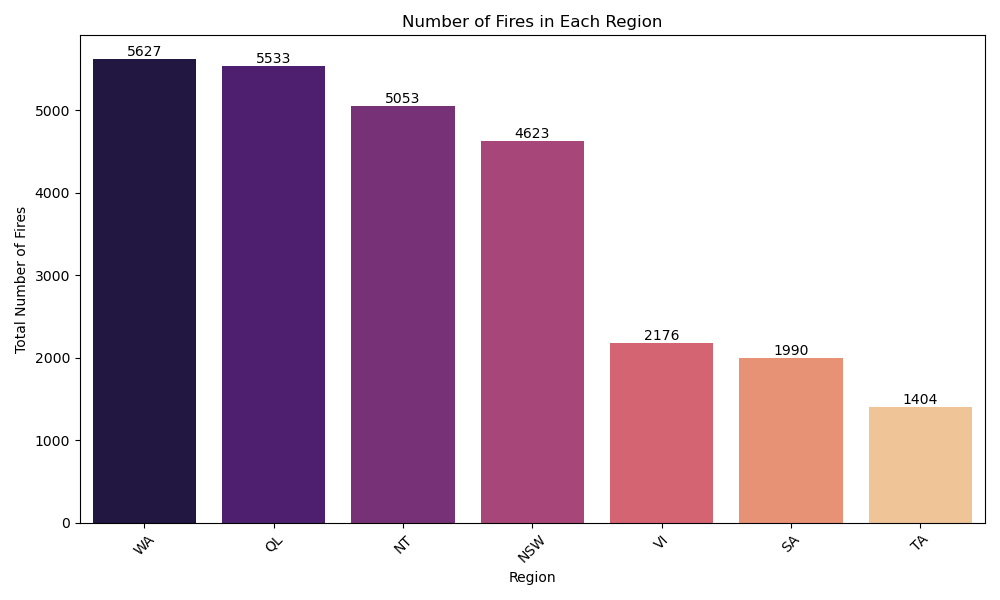 Number of Fires in Each Region
5627
5533
5053
4623
2176
1990
1404
Total Number of Fires
5000
4000
3000
2000
1000
0
WA
QL
NT
NSW
VI
SA
TA
Region